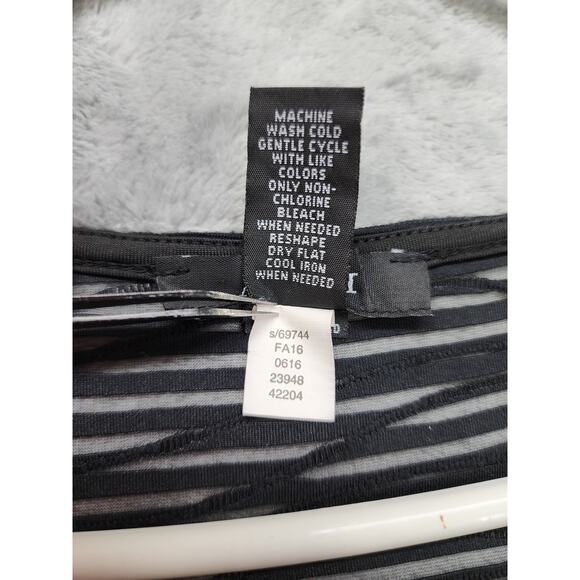 MACHINE
WASH COLD
GENTLE CYCLE
WITH LIKE
COLORS
ONLY NON-
CHLORINE
BLEACH
WHEN NEEDED
RESHAPE
DRY FLAT
COOL IRON
WHEN NEEDED
I
D
s/69744
FA16
0616
23948
42204